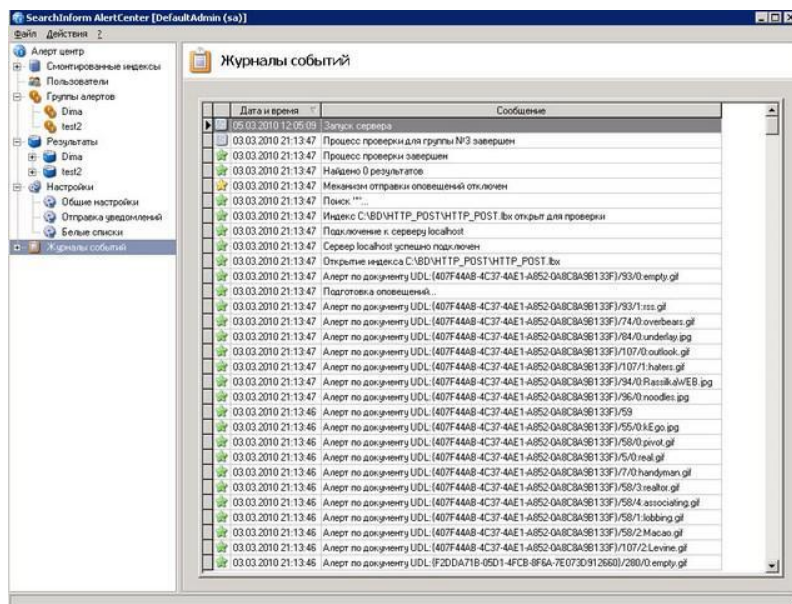 SearchInform AlertCenter [DefaultAdmin (sa)]
Файл Действия ?
Алерт центр
Смонтированные индексы
Пользователи
Группы алертов
Dima
test2
Результаты
Dima
test2
Настройки
Общие настройки
Отправка уведомлений
Белые списки
Журналы событий
Журналы событий
Дата и время Сообщение
05.03.2010 12:05:09 Запуск сервера
03.03.2010 21:13:47 Процесс проверки для группы №3 завершен
03.03.2010 21:13:47 Процесс проверки завершен
03.03.2010 21:13:47 Найдено 0 результатов
03.03.2010 21:13:47 Механизм отправки оповещений отключен
03.03.2010 21:13:47 Поиск ""...
03.03.2010 21:13:47 Индекс C:\BD\HTTP_POST\HTTP_POST.lbx открыт для проверки
03.03.2010 21:13:47 Подключение к серверу localhost
03.03.2010 21:13:47 Сервер localhost успешно подключен
03.03.2010 21:13:47 Открытие индекса C:\BD\HTTP_POST\HTTP_POST.lbx
03.03.2010 21:13:47 Алерт по документу UDL:{407F44AB-4C37-4AE1-A852-0A8C8A9B133F}/93/0:empty.gif
03.03.2010 21:13:47 Подготовка оповещений...
03.03.2010 21:13:47 Алерт по документу UDL:{407F44AB-4C37-4AE1-A852-0A8C8A9B133F}/93/1:rss.gif
03.03.2010 21:13:47 Алерт по документу UDL:{407F44AB-4C37-4AE1-A852-0A8C8A9B133F}/74/0:overbears.gif
03.03.2010 21:13:47 Алерт по документу UDL:{407F44AB-4C37-4AE1-A852-0A8C8A9B133F}/84/0:underlay.jpg
03.03.2010 21:13:47 Алерт по документу UDL:{407F44AB-4C37-4AE1-A852-0A8C8A9B133F}/107/0:outlook.gif
03.03.2010 21:13:47 Алерт по документу UDL:{407F44AB-4C37-4AE1-A852-0A8C8A9B133F}/107/1:haters.gif
03.03.2010 21:13:47 Алерт по документу UDL:{407F44AB-4C37-4AE1-A852-0A8C8A9B133F}/94/0:RassilkaWEB.jpg
03.03.2010 21:13:47 Алерт по документу UDL:{407F44AB-4C37-4AE1-A852-0A8C8A9B133F}/96/0:noodles.jpg
03.03.2010 21:13:46 Алерт по документу UDL:{407F44AB-4C37-4AE1-A852-0A8C8A9B133F}/59
03.03.2010 21:13:46 Алерт по документу UDL:{407F44AB-4C37-4AE1-A852-0A8C8A9B133F}/55/0:kEgo.jpg
03.03.2010 21:13:46 Алерт по документу UDL:{407F44AB-4C37-4AE1-A852-0A8C8A9B133F}/58/0:pivot.gif
03.03.2010 21:13:46 Алерт по документу UDL:{407F44AB-4C37-4AE1-A852-0A8C8A9B133F}/5/0:real.gif
03.03.2010 21:13:46 Алерт по документу UDL:{407F44AB-4C37-4AE1-A852-0A8C8A9B133F}/7/0:handyman.gif
03.03.2010 21:13:46 Алерт по документу UDL:{407F44AB-4C37-4AE1-A852-0A8C8A9B133F}/58/3:realtor.gif
03.03.2010 21:13:46 Алерт по документу UDL:{407F44AB-4C37-4AE1-A852-0A8C8A9B133F}/58/4:associating.gif
03.03.2010 21:13:46 Алерт по документу UDL:{407F44AB-4C37-4AE1-A852-0A8C8A9B133F}/58/1:lobbing.gif
03.03.2010 21:13:46 Алерт по документу UDL:{407F44AB-4C37-4AE1-A852-0A8C8A9B133F}/58/2:Macao.gif
03.03.2010 21:13:46 Алерт по документу UDL:{407F44AB-4C37-4AE1-A852-0A8C8A9B133F}/107/2:Levine.gif
03.03.2010 21:13:46 Алерт по документу UDL:{F2DDA71B-05D1-4FCB-8F6A-7E073D912660}/280/0:empty.gif